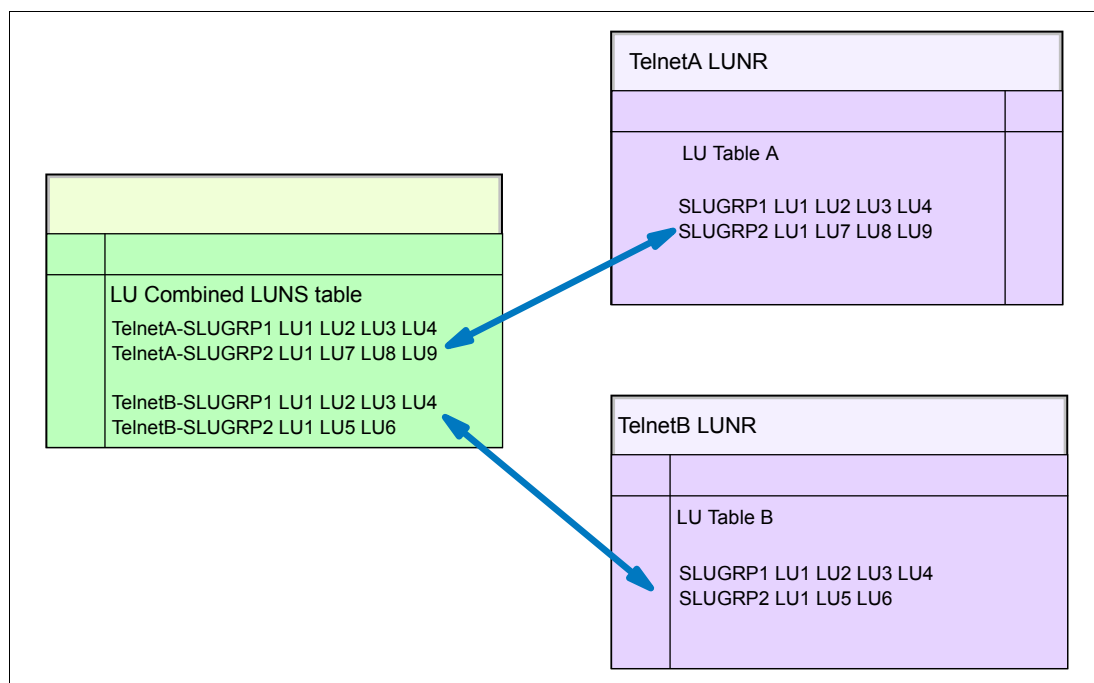 TelnetA LUNR
LU Table A
SLUGRP1 LU1 LU2 LU3 LU4
SLUGRP2 LU1 LU7 LU8 LU9
LU Combined LUNS table
TelnetA-SLUGRP1 LU1 LU2 LU3 LU4
TelnetA-SLUGRP2 LU1 LU7 LU8 LU9
TelnetB-SLUGRP1 LU1 LU2 LU3 LU4
TelnetB-SLUGRP2 LU1 LU5 LU6
TelnetB LUNR
LU Table B
SLUGRP1 LU1 LU2 LU3 LU4
SLUGRP2 LU1 LU5 LU6